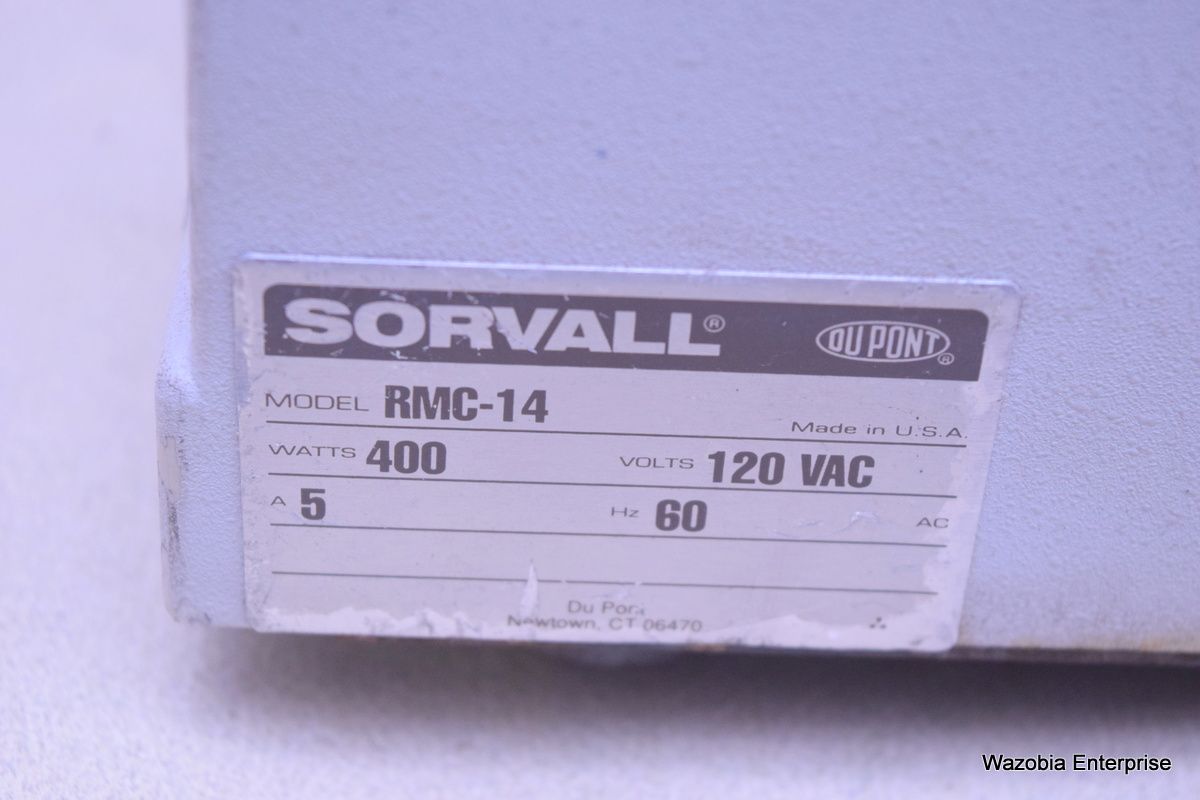 SORVALL® DU PONT®
MODEL RMC-14 Made in U.S.A.
WATTS 400 VOLTS 120 VAC
A 5 Hz 60 AC
Du Pont
Newtown, CT 06470
Wazobia Enterprise